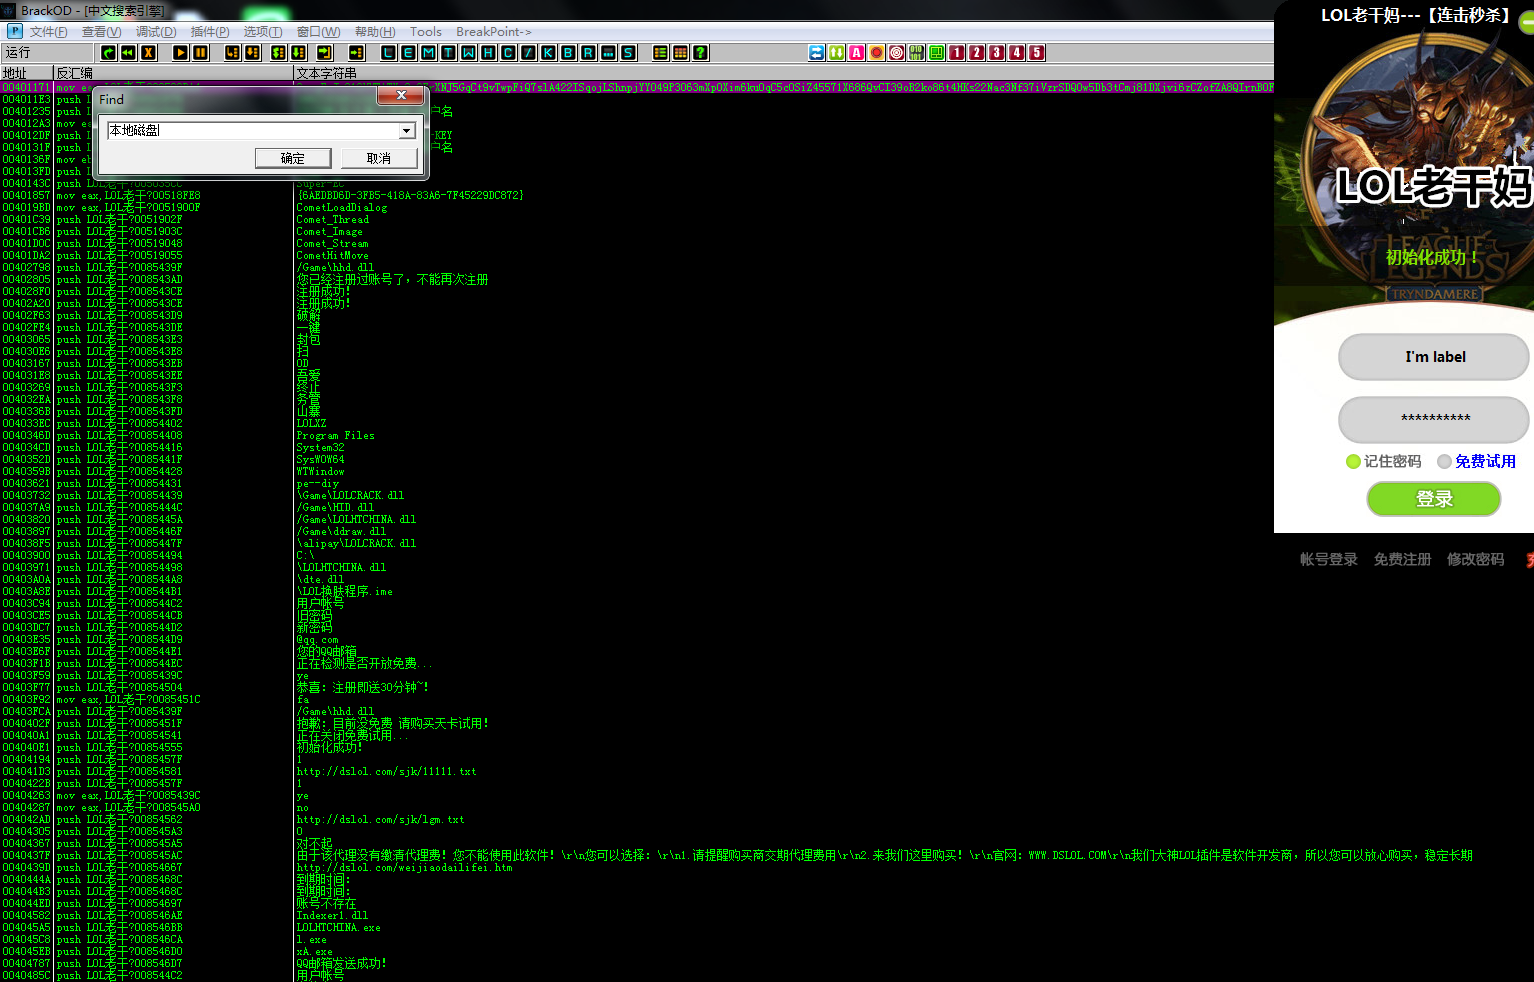 BrackOD - [中文搜索引擎]
文件(F) 查看(V) 调试(D) 插件(P) 选项(T) 窗口(W) 帮助(H) Tools BreakPoint->
运行 L E M T W H C / K B R ... S 1 2 3 4 5
地址 反汇编 文本字符串
Find
本地磁盘
确定 取消
00401171 mov ea
004011E3 push L
00401235 push L 户名
004012A3 mov ea
004012DF push L -KEY
0040131F push L 户名
0040136F mov eb
004013FD push L
0040143C push LOL老干?005035CC Super-EC
00401857 mov eax,LOL老干?00518FE8 {6AEDBD6D-3FB5-418A-83A6-7F45229DC872}
004019BD mov eax,LOL老干?0051900F CometLoadDialog
00401C39 push LOL老干?0051902F Comet_Thread
00401CB6 push LOL老干?0051903C Comet_Image
00401D0C push LOL老干?00519048 Comet_Stream
00401DA2 push LOL老干?00519055 CometHitMove
00402798 push LOL老干?0085439F /Game\hhd.dll
00402805 push LOL老干?008543AD 您已经注册过账号了，不能再次注册
004028F0 push LOL老干?008543CE 注册成功!
00402A20 push LOL老干?008543CE 注册成功!
00402F63 push LOL老干?008543D9 破解
00402FE4 push LOL老干?008543DE 一键
00403065 push LOL老干?008543E3 封包
004030E6 push LOL老干?008543E8 扫
00403167 push LOL老干?008543EB OD
004031E8 push LOL老干?008543EE 吾爱
00403269 push LOL老干?008543F3 终止
004032EA push LOL老干?008543F8 务管
0040336B push LOL老干?008543FD 山寨
004033EC push LOL老干?00854402 LOLXZ
0040346D push LOL老干?00854408 Program Files
004034CD push LOL老干?00854416 System32
0040352D push LOL老干?0085441F SysWOW64
0040359B push LOL老干?00854428 WTWindow
00403621 push LOL老干?00854431 pe--diy
00403732 push LOL老干?00854439 \Game\LOLCRACK.dll
004037A9 push LOL老干?0085444C /Game\HID.dll
00403820 push LOL老干?0085445A /Game\LOLHTCHINA.dll
00403897 push LOL老干?0085446F /Game\ddraw.dll
004038F5 push LOL老干?0085447F \alipay\LOLCRACK.dll
00403900 push LOL老干?00854494 C:\
00403971 push LOL老干?00854498 \LOLHTCHINA.dll
00403A0A push LOL老干?008544A8 \dte.dll
00403A8E push LOL老干?008544B1 \LOL换肤程序.ime
00403C94 push LOL老干?008544C2 用户帐号
00403CE5 push LOL老干?008544CB 旧密码
00403DC7 push LOL老干?008544D2 新密码
00403E35 push LOL老干?008544D9 @qq.com
00403E6F push LOL老干?008544E1 您的QQ邮箱
00403F1B push LOL老干?008544EC 正在检测是否开放免费...
00403F59 push LOL老干?0085439C ye
00403F77 push LOL老干?00854504 恭喜: 注册即送30分钟~!
00403F92 mov eax,LOL老干?0085451C fa
00403FCA push LOL老干?0085439F /Game\hhd.dll
0040402F push LOL老干?0085451F 抱歉: 目前没免费 请购买天卡试用!
004040A1 push LOL老干?00854541 正在关闭免费试用...
004040E1 push LOL老干?00854555 初始化成功!
00404194 push LOL老干?0085457F 1
004041D3 push LOL老干?00854581 http://dslol.com/sjk/11111.txt
0040422B push LOL老干?0085457F 1
00404263 mov eax,LOL老干?0085439C ye
00404287 mov eax,LOL老干?008545A0 no
004042AD push LOL老干?00854562 http://dslol.com/sjk/lgm.txt
00404305 push LOL老干?008545A3 0
00404367 push LOL老干?008545A5 对不起
0040437F push LOL老干?008545AC 由于该代理没有缴清代理费! 您不能使用此软件! \r\n您可以选择: \r\n1.请提醒购买商交期代理费用\r\n2.来我们这里购买! \r\n官网: WWW.DSLOL.COM\r\n我们大神LOL插件是软件开发商，所以您可以放心购买，稳定长期
0040439D push LOL老干?00854667 http://dslol.com/weijiaodailifei.htm
0040444A push LOL老干?0085468C 到期时间:
004044B3 push LOL老干?0085468C 到期时间:
004044ED push LOL老干?00854697 账号不存在
00404582 push LOL老干?008546AE Indexer1.dll
004045A5 push LOL老干?008546BB LOLHTCHINA.exe
004045C8 push LOL老干?008546CA l.exe
004045EB push LOL老干?008546D0 xA.exe
00404787 push LOL老干?008546D7 QQ邮箱发送成功!
0040485C push LOL老干?008544C2 用户帐号
LOL老干妈---【连击秒杀】
LOL老干妈
LEAGUE
LEGENDS
初始化成功！
TRYNDAMERE
I'm label
**********
记住密码 免费试用
登录
帐号登录 免费注册 修改密码